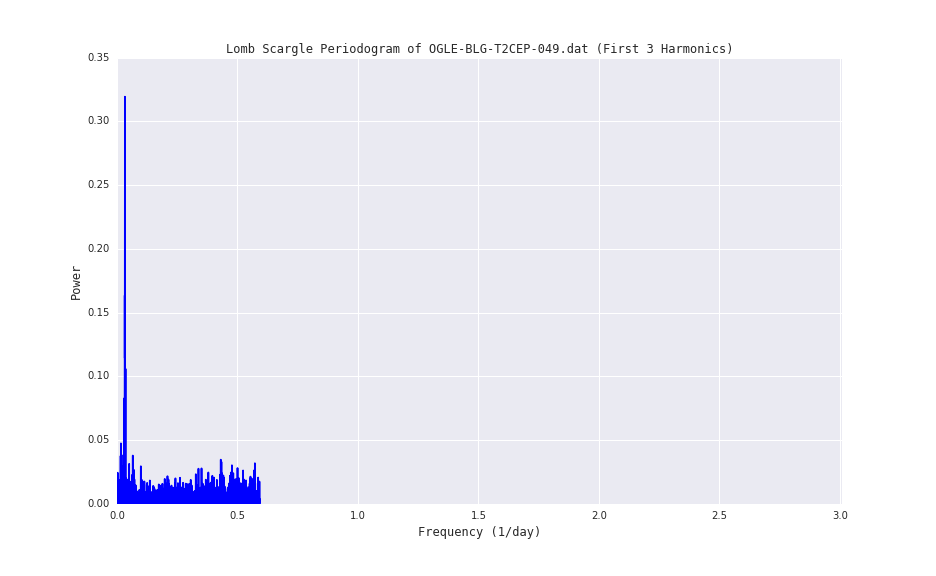 Lomb Scargle Periodogram of OGLE-BLG-T2CEP-049.dat (First 3 Harmonics)
0.35
0.30
0.25
0.20
0.15
0.10
0.05
0.00
Power
0.0 0.5 1.0 1.5 2.0 2.5 3.0
Frequency (1/day)